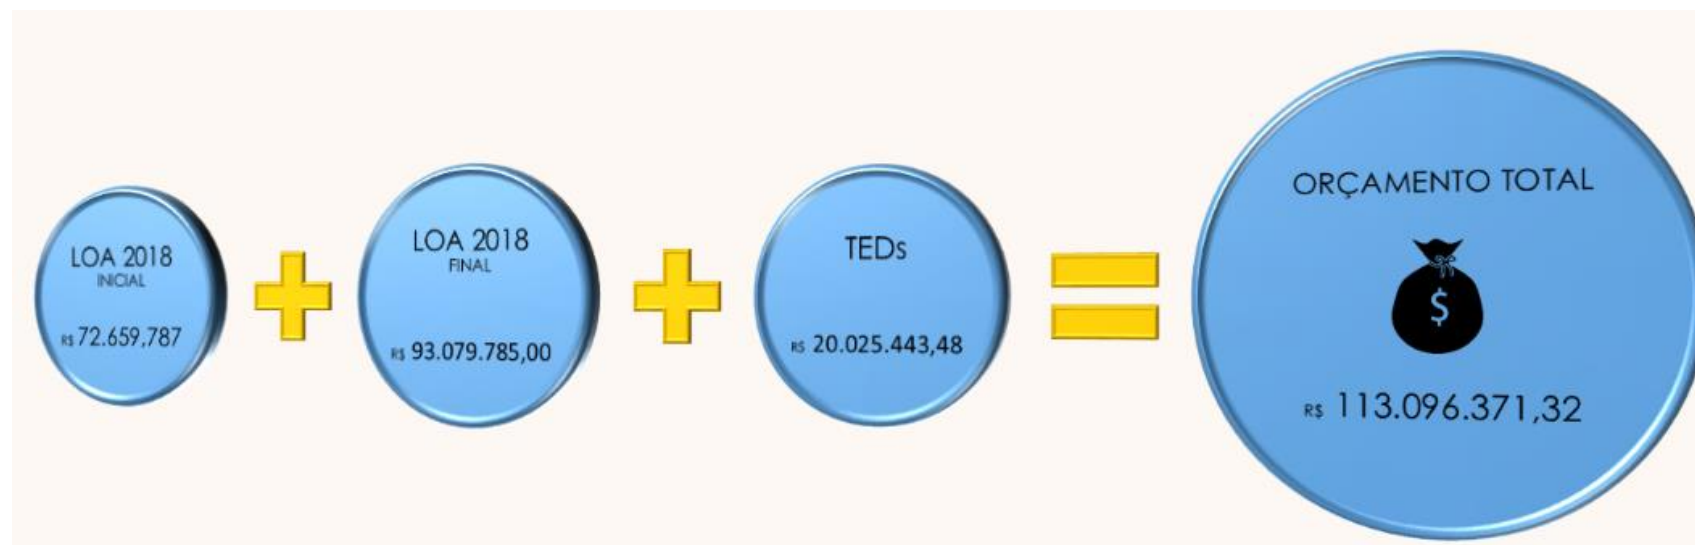 LOA 2018
INICIAL
R$ 72.659,787
+
LOA 2018
FINAL
R$ 93.079.785,00
+
TEDs
R$ 20.025.443,48
=
ORÇAMENTO TOTAL
$
R$ 113.096.371,32